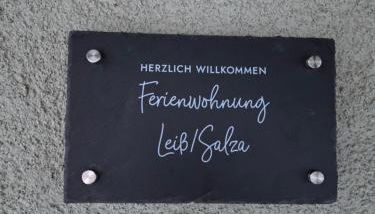 HERZLICH WILLKOMMEN
Ferienwohnung
Leiß/Salza